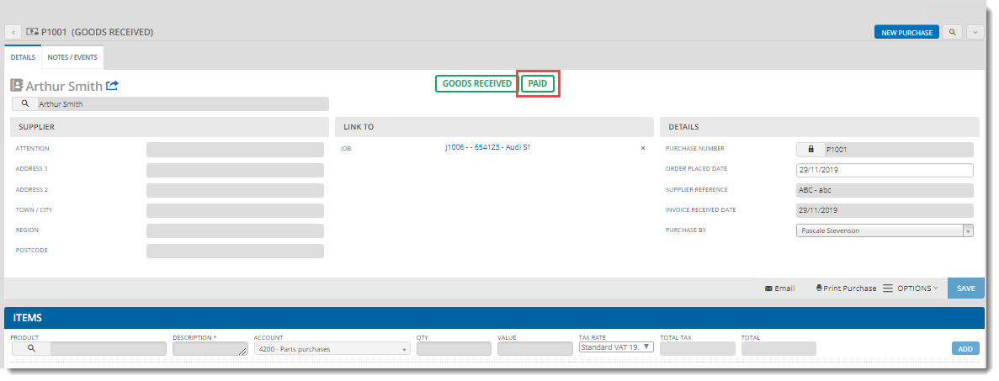 P1001 (GOODS RECEIVED)
NEW PURCHASE
DETAILS NOTES / EVENTS
Arthur Smith
GOODS RECEIVED PAID
Arthur Smith
SUPPLIER
ATTENTION
ADDRESS 1
ADDRESS 2
TOWN / CITY
REGION
POSTCODE
LINK TO
JOB J1006 - - 654123 - Audi S1 ×
DETAILS
PURCHASE NUMBER P1001
ORDER PLACED DATE 29/11/2019
SUPPLIER REFERENCE ABC - abc
INVOICE RECEIVED DATE 29/11/2019
PURCHASE BY Pascale Stevenson
Email Print Purchase OPTIONS SAVE
ITEMS
PRODUCT DESCRIPTION * ACCOUNT QTY VALUE TAX RATE TOTAL TAX TOTAL
4200 - Parts purchases Standard VAT 19. ADD